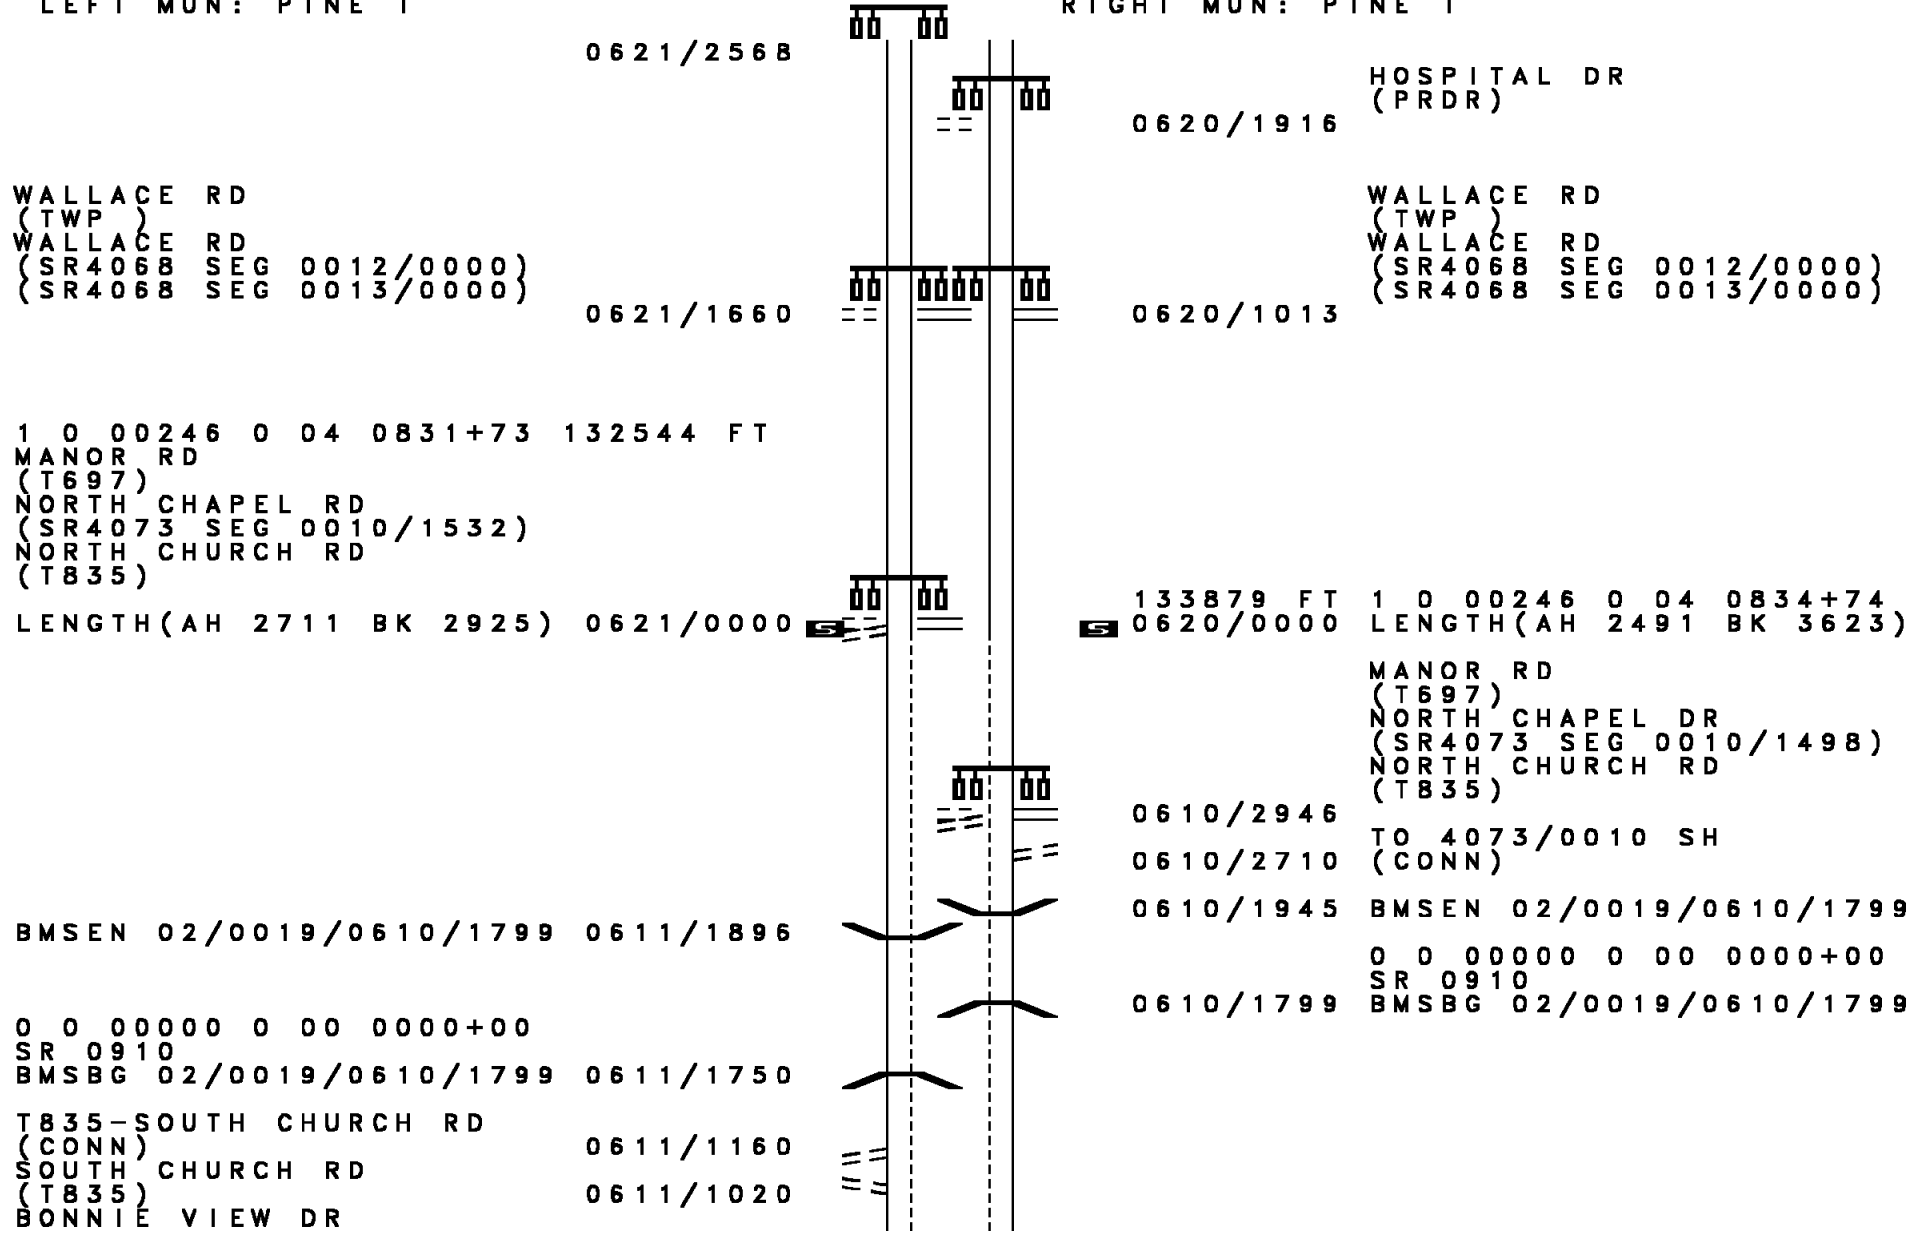 LEFT MUN: PINE T
RIGHT MUN: PINE T
0621/2568
HOSPITAL DR
(PRDR)
0620/1916
WALLACE RD
(TWP )
WALLACE RD
(SR4068 SEG 0012/0000)
(SR4068 SEG 0013/0000)
0621/1660
WALLACE RD
(TWP )
WALLACE RD
(SR4068 SEG 0012/0000)
(SR4068 SEG 0013/0000)
0620/1013
1 0 00246 0 04 0831+73 132544 FT
MANOR RD
(T697)
NORTH CHAPEL RD
(SR4073 SEG 0010/1532)
NORTH CHURCH RD
(T835)
LENGTH(AH 2711 BK 2925) 0621/0000 S
133879 FT 1 0 00246 0 04 0834+74
S 0620/0000 LENGTH(AH 2491 BK 3623)
MANOR RD
(T697)
NORTH CHAPEL DR
(SR4073 SEG 0010/1498)
NORTH CHURCH RD
(T835)
0610/2946
TO 4073/0010 SH
0610/2710 (CONN)
0610/1945 BMSEN 02/0019/0610/1799
BMSEN 02/0019/0610/1799 0611/1896
0 0 00000 0 00 0000+00
SR 0910
0610/1799 BMSBG 02/0019/0610/1799
0 0 00000 0 00 0000+00
SR 0910
BMSBG 02/0019/0610/1799 0611/1750
T835-SOUTH CHURCH RD
(CONN) 0611/1160
SOUTH CHURCH RD
(T835) 0611/1020
BONNIE VIEW DR